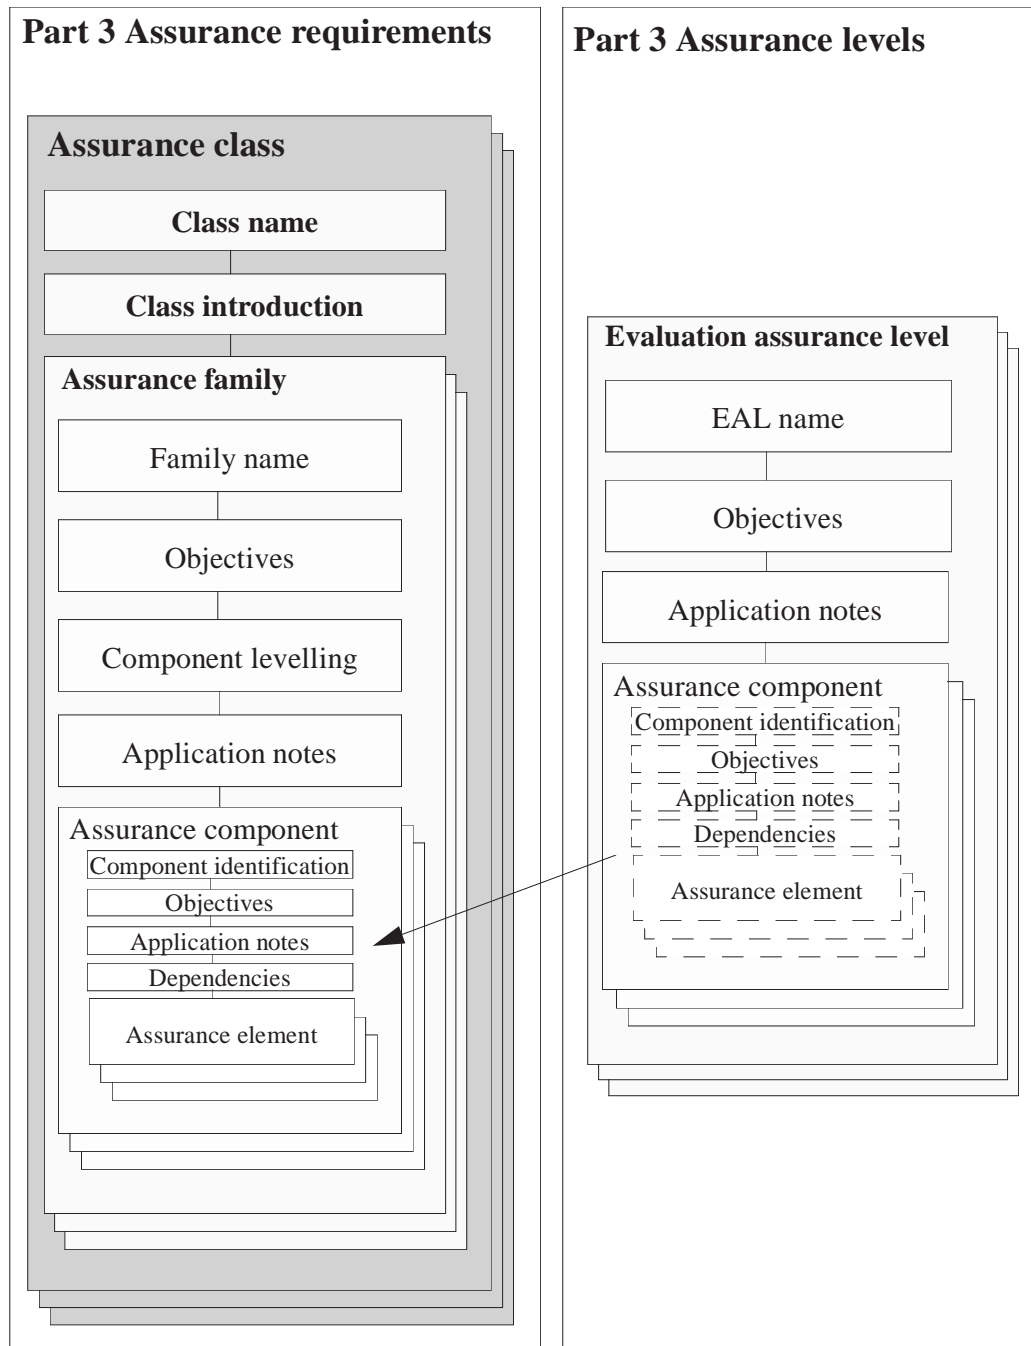 Part 3 Assurance requirements
Assurance class
Class name
Class introduction
Assurance family
Family name
Objectives
Component levelling
Application notes
Assurance component
Component identification
Objectives
Application notes
Dependencies
Assurance element
Part 3 Assurance levels
Evaluation assurance level
EAL name
Objectives
Application notes
Assurance component
Component identification
Objectives
Application notes
Dependencies
Assurance element